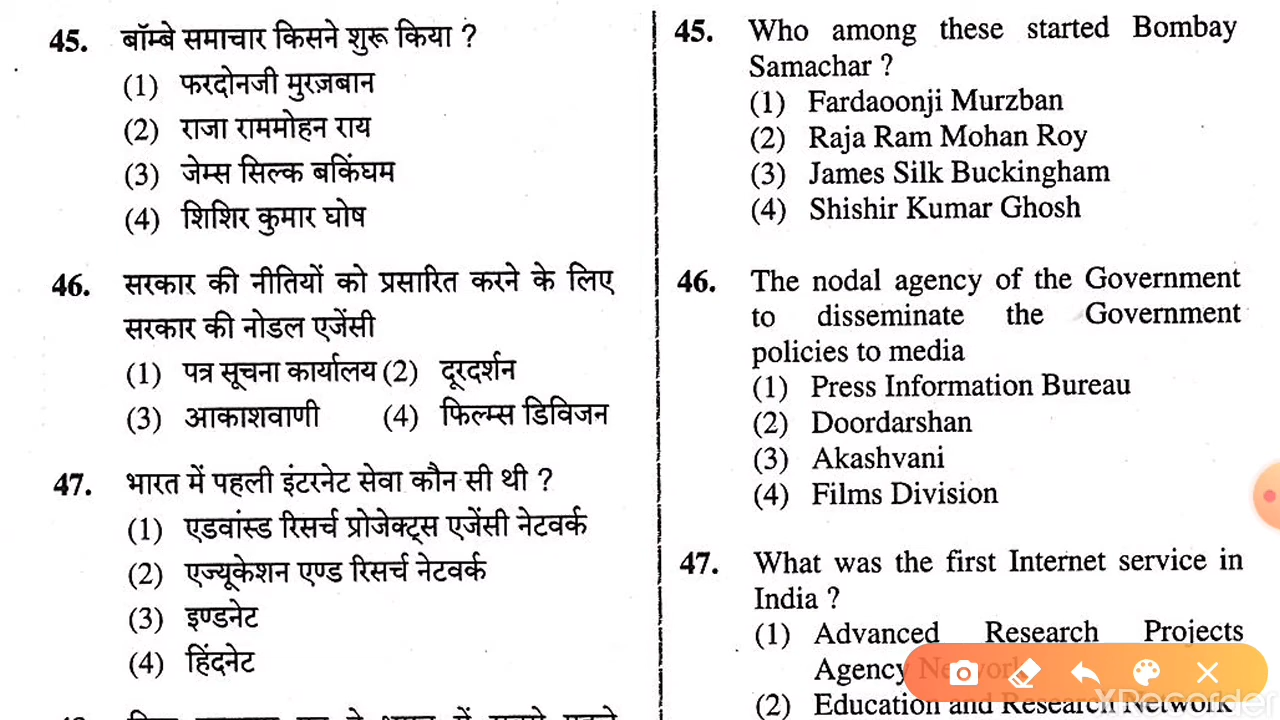 45. बॉम्बे समाचार किसने शुरू किया ?
(1) फरदोनजी मुरज़बान
(2) राजा राममोहन राय
(3) जेम्स सिल्क बकिंघम
(4) शिशिर कुमार घोष
46. सरकार की नीतियों को प्रसारित करने के लिए
सरकार की नोडल एजेंसी
(1) पत्र सूचना कार्यालय (2) दूरदर्शन
(3) आकाशवाणी (4) फिल्म्स डिविजन
47. भारत में पहली इंटरनेट सेवा कौन सी थी ?
(1) एडवांस्ड रिसर्च प्रोजेक्ट्स एजेंसी नेटवर्क
(2) एज्यूकेशन एण्ड रिसर्च नेटवर्क
(3) इण्डनेट
(4) हिंदनेट
45. Who among these started Bombay
Samachar ?
(1) Fardaoonji Murzban
(2) Raja Ram Mohan Roy
(3) James Silk Buckingham
(4) Shishir Kumar Ghosh
46. The nodal agency of the Government
to disseminate the Government
policies to media
(1) Press Information Bureau
(2) Doordarshan
(3) Akashvani
(4) Films Division
47. What was the first Internet service in
India ?
(1) Advanced Research Projects
Agency
(2) Education and Research Network
XRecorder